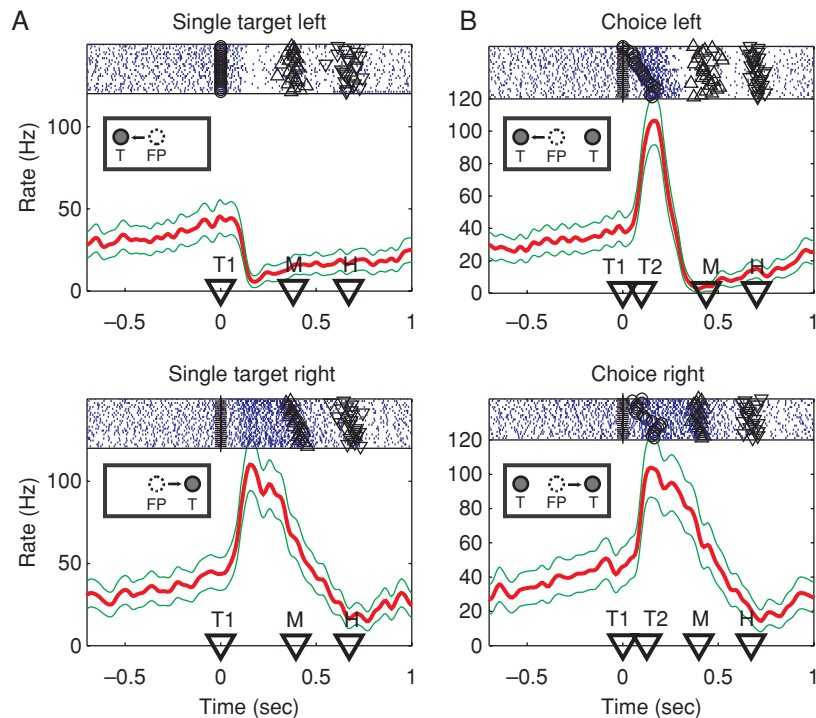 A
Single target left
Rate (Hz)
100
50
0
T FP
T1 M H
−0.5 0 0.5 1
B
Choice left
120
100
80
60
40
20
0
T FP T
T1 T2 M H
−0.5 0 0.5 1
Single target right
Rate (Hz)
100
50
0
FP T
T1 M H
−0.5 0 0.5 1
Time (sec)
Choice right
120
100
80
60
40
20
0
T FP T
T1 T2 M H
−0.5 0 0.5 1
Time (sec)